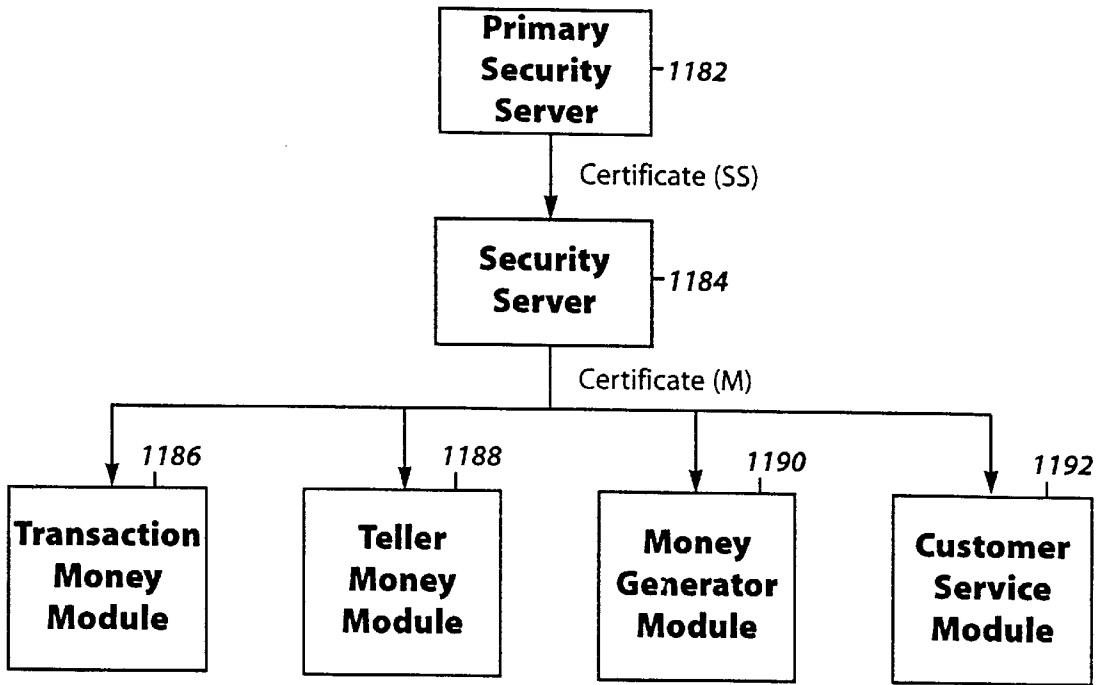 Primary
Security
Server
1182
Certificate (SS)
Security
Server
1184
Certificate (M)
1186
Transaction
Money
Module
1188
Teller
Money
Module
1190
Money
Generator
Module
1192
Customer
Service
Module